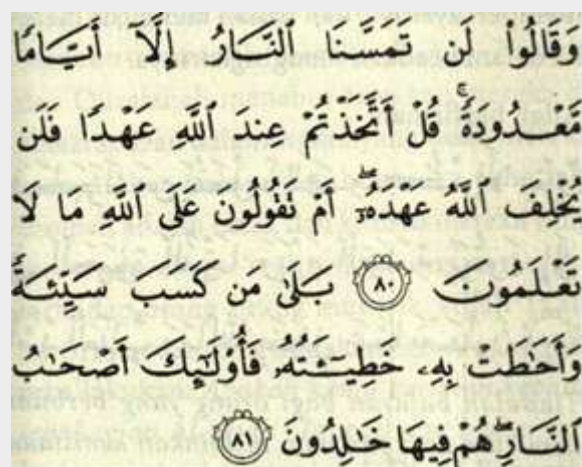 وَقَالُوا۟ لَن تَمَسَّنَا ٱلنَّارُ إِلَّآ أَيَّامًا
مَّعْدُودَةً ۚ قُلْ أَتَّخَذْتُمْ عِندَ ٱللَّهِ عَهْدًا فَلَن
يُخْلِفَ ٱللَّهُ عَهْدَهُۥٓ ۖ أَمْ تَقُولُونَ عَلَى ٱللَّهِ مَا لَا
تَعْلَمُونَ ٨٠ بَلَىٰ مَن كَسَبَ سَيِّئَةً
وَأَحَٰطَتْ بِهِۦ خَطِيٓـَٔتُهُۥ فَأُو۟لَٰٓئِكَ أَصْحَٰبُ
ٱلنَّارِ ۖ هُمْ فِيهَا خَٰلِدُونَ ٨١